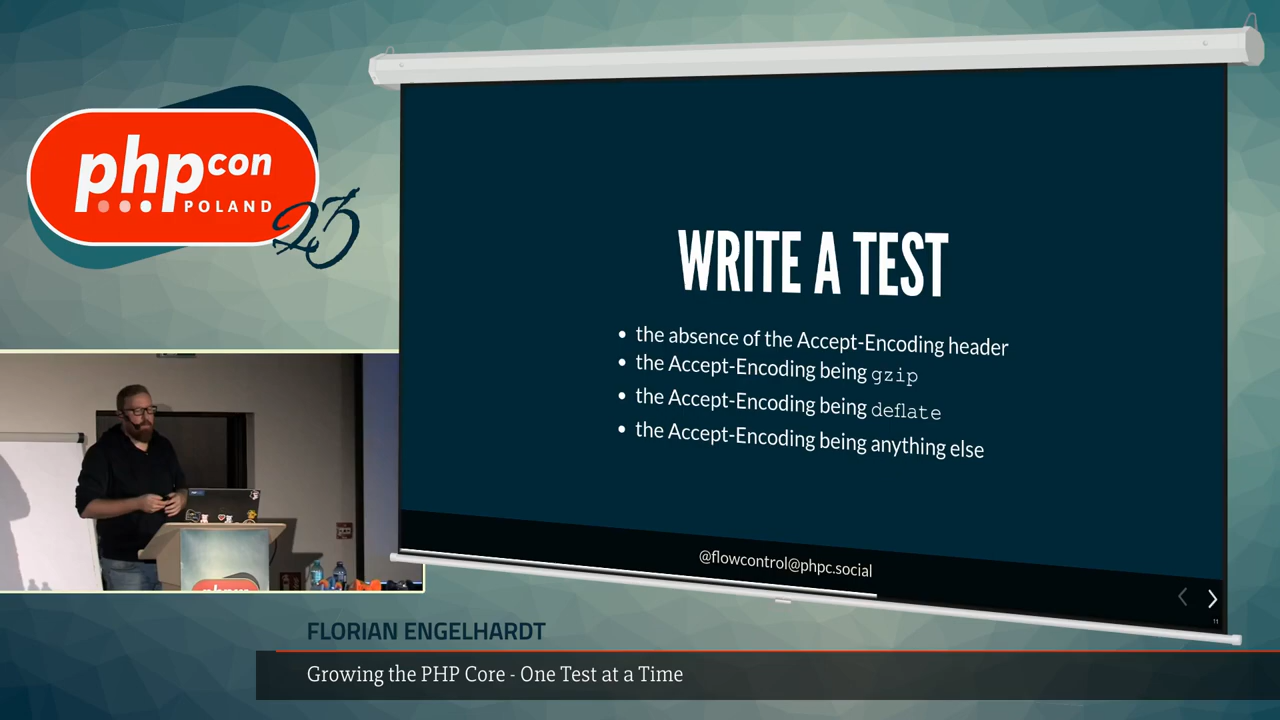 phpcon
POLAND
23
WRITE A TEST
the absence of the Accept-Encoding header
the Accept-Encoding being gzip
the Accept-Encoding being deflate
the Accept-Encoding being anything else
@flowcontrol@phpc.social
11
FLORIAN ENGELHARDT
Growing the PHP Core - One Test at a Time